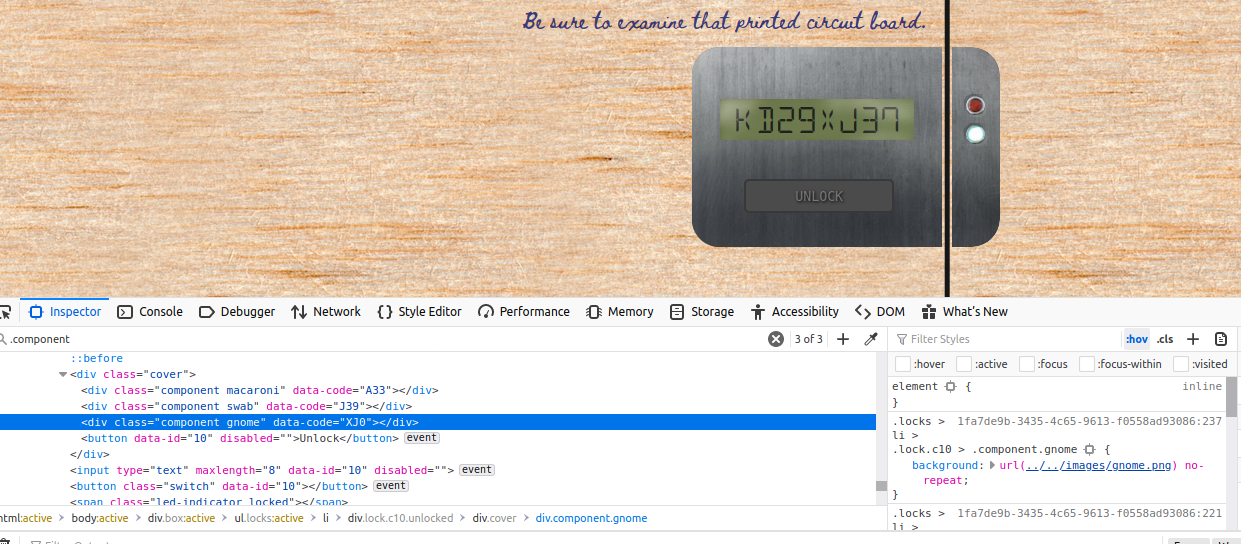 Be sure to examine that printed circuit board.
KD29XJ37
UNLOCK
Inspector Console Debugger Network Style Editor Performance Memory Storage Accessibility DOM What's New
.component 3 of 3 Filter Styles :hov .cls
:hover :active :focus :focus-within :visited
::before
<div class="cover">
<div class="component macaroni" data-code="A33"></div>
<div class="component swab" data-code="J39"></div>
<div class="component gnome" data-code="XJ0"></div>
<button data-id="10" disabled="">Unlock</button> event
</div>
<input type="text" maxlength="8" data-id="10" disabled=""> event
<button class="switch" data-id="10"></button> event
<span class="led-indicator locked"></span>
element { inline
}
.locks > 1fa7de9b-3435-4c65-9613-f0558ad93086:237
li >
.lock.c10 > .component.gnome {
background: url(../../images/gnome.png) no-
repeat;
}
.locks > 1fa7de9b-3435-4c65-9613-f0558ad93086:221
li >
html:active > body:active > div.box:active > ul.locks:active > li > div.lock.c10.unlocked > div.cover > div.component.gnome